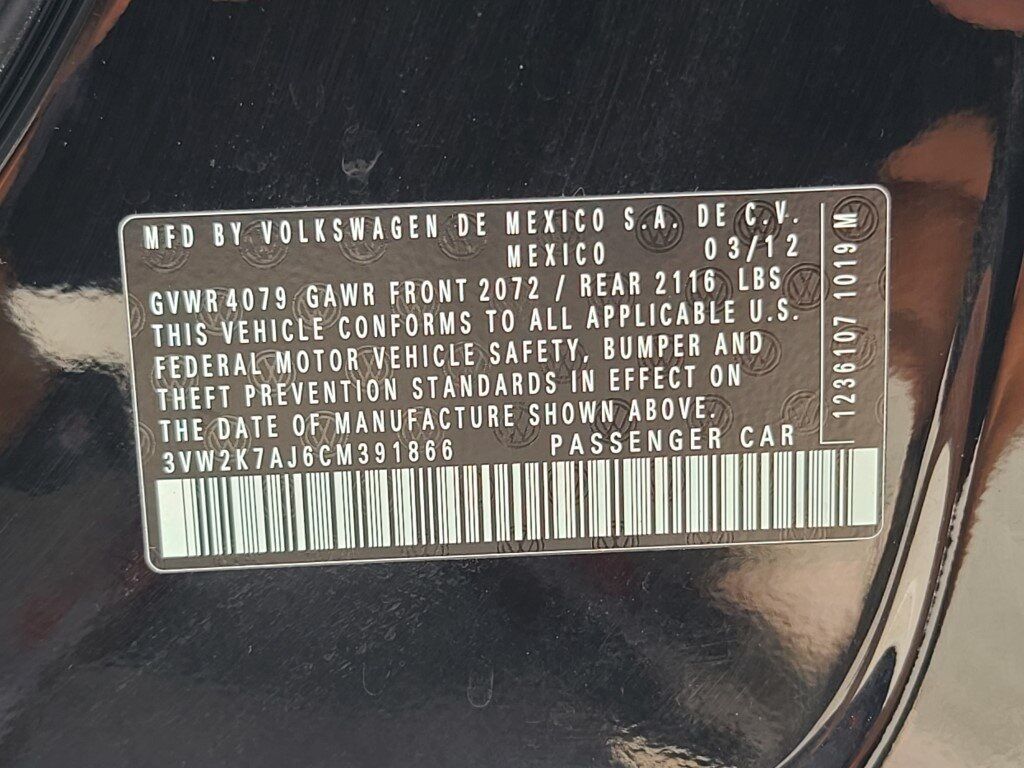 MFD BY VOLKSWAGEN DE MEXICO S.A. DE C.V.
MEXICO 03/12
GVWR 4079 GAWR FRONT 2072 / REAR 2116 LBS
THIS VEHICLE CONFORMS TO ALL APPLICABLE U.S.
FEDERAL MOTOR VEHICLE SAFETY, BUMPER AND
THEFT PREVENTION STANDARDS IN EFFECT ON
THE DATE OF MANUFACTURE SHOWN ABOVE.
3VW2K7AJ6CM391866 PASSENGER CAR
1236107 1019 M